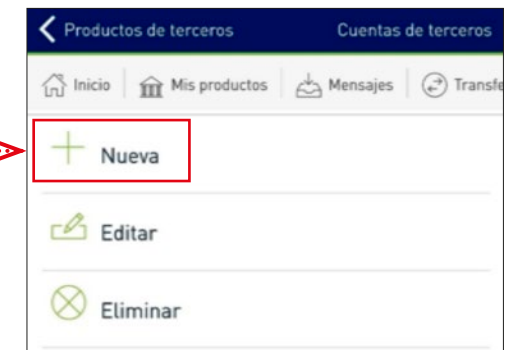 Productos de terceros Cuentas de terceros
Inicio Mis productos Mensajes Transfe
Nueva
Editar
Eliminar